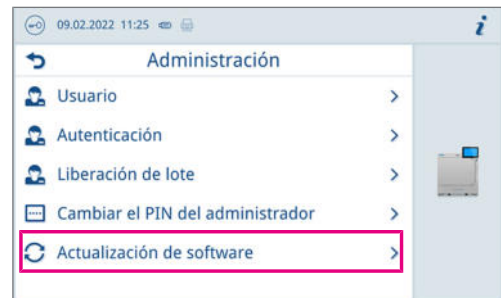 09.02.2022 11:25
i
Administración
Usuario
Autenticación
Liberación de lote
Cambiar el PIN del administrador
Actualización de software